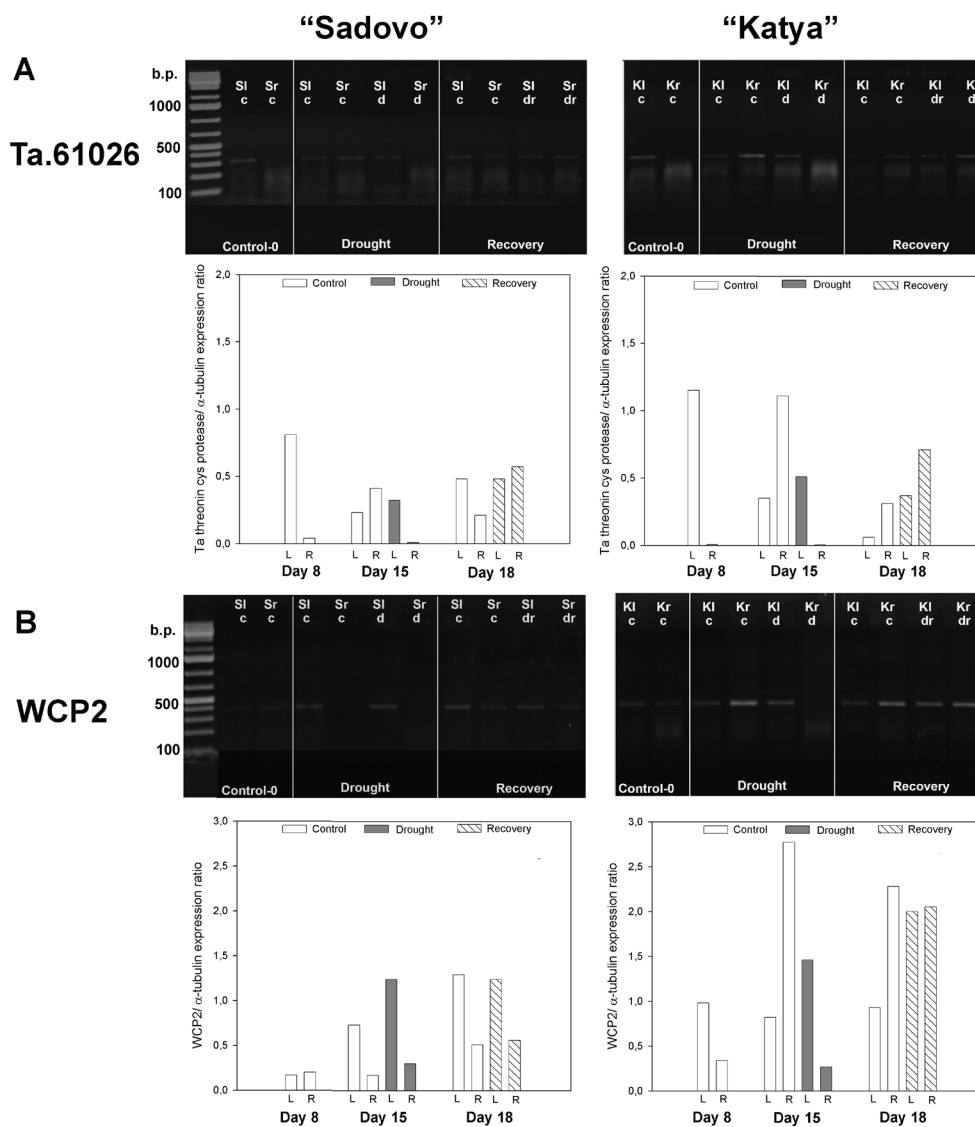 “Sadovo” “Katya”
A
Ta.61026
b.p.
1000
500
100
Sl Sr Sl Sr Sl Sr Sl Sr Sl Sr
c c c c d d c c dr dr
Control-0 Drought Recovery
Kl Kr Kl Kr Kl Kr Kl Kr Kl Kr
c c c c d d c c dr
Control-0 Drought Recovery
Ta threonin cys protease/ α-tubulin expression ratio
2,0
1,5
1,0
0,5
0,0
Control Drought Recovery
L R L R L R L R L R
Day 8 Day 15 Day 18
Ta threonin cys protease/ α-tubulin expression ratio
2,0
1,5
1,0
0,5
0,0
Control Drought Recovery
L R L R L R L R L R
Day 8 Day 15 Day 18
B
WCP2
b.p.
1000
500
100
Sl Sr Sl Sr Sl Sr Sl Sr Sl Sr
c c c c d d c c dr dr
Control-0 Drought Recovery
Kl Kr Kl Kr Kl Kr Kl Kr Kl Kr
c c c c d d c c dr dr
Control-0 Drought Recovery
WCP2/ α-tubulin expression ratio
3,0
2,5
2,0
1,5
1,0
0,5
0,0
Control Drought Recovery
L R L R L R L R L R
Day 8 Day 15 Day 18
WCP2/ α-tubulin expression ratio
3,0
2,5
2,0
1,5
1,0
0,5
0,0
Control Drought Recovery
L R L R L R L R L R
Day 8 Day 15 Day 18